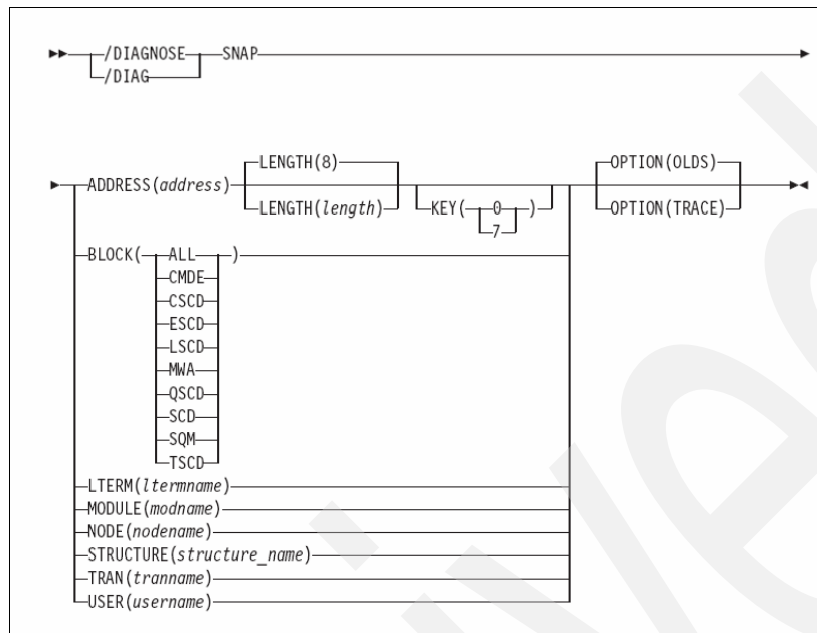 /DIAGNOSE SNAP
/DIAG
LENGTH(8) OPTION(OLDS)
ADDRESS(address)
LENGTH(length) KEY( 0 ) OPTION(TRACE)
7
BLOCK( ALL )
CMDE
CSCD
ESCD
LSCD
MWA
QSCD
SCD
SQM
TSCD
LTERM(ltermname)
MODULE(modname)
NODE(nodename)
STRUCTURE(structure_name)
TRAN(tranname)
USER(username)